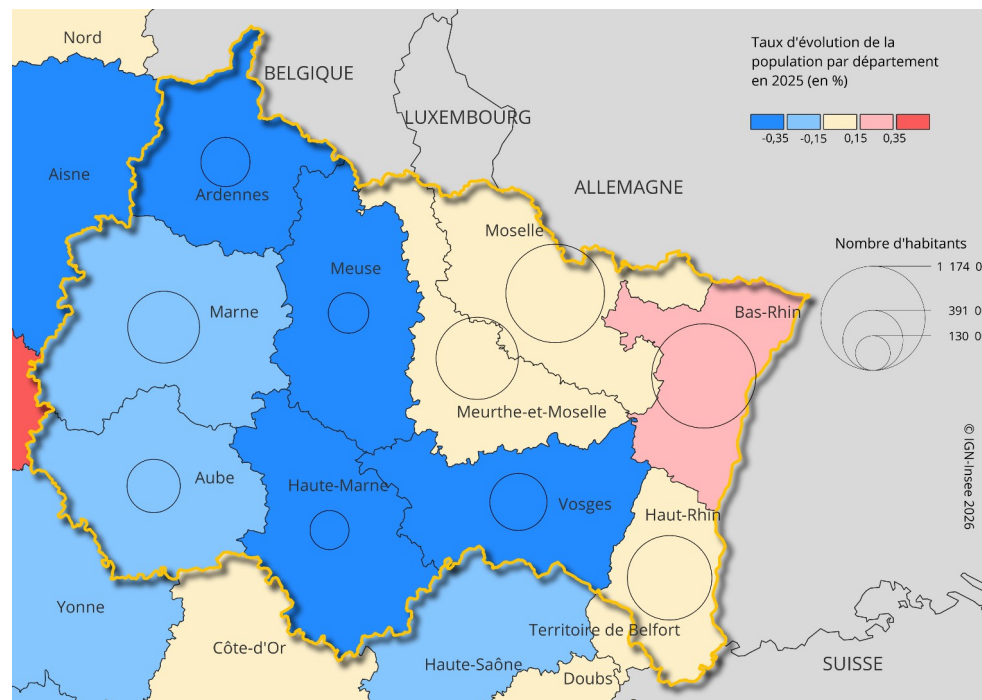 Nord
Taux d'évolution de la
population par département
en 2025 (en %)
-0,35 -0,15 0,15 0,35
BELGIQUE
LUXEMBOURG
ALLEMAGNE
Aisne
Ardennes
Moselle
Nombre d'habitants
1 174 0
391 0
130 0
Meuse
Marne
Bas-Rhin
Meurthe-et-Moselle
Aube
Haute-Marne
Vosges
Haut-Rhin
© IGN-Insee 2026
Yonne
Côte-d'Or
Territoire de Belfort
Haute-Saône
Doubs
SUISSE